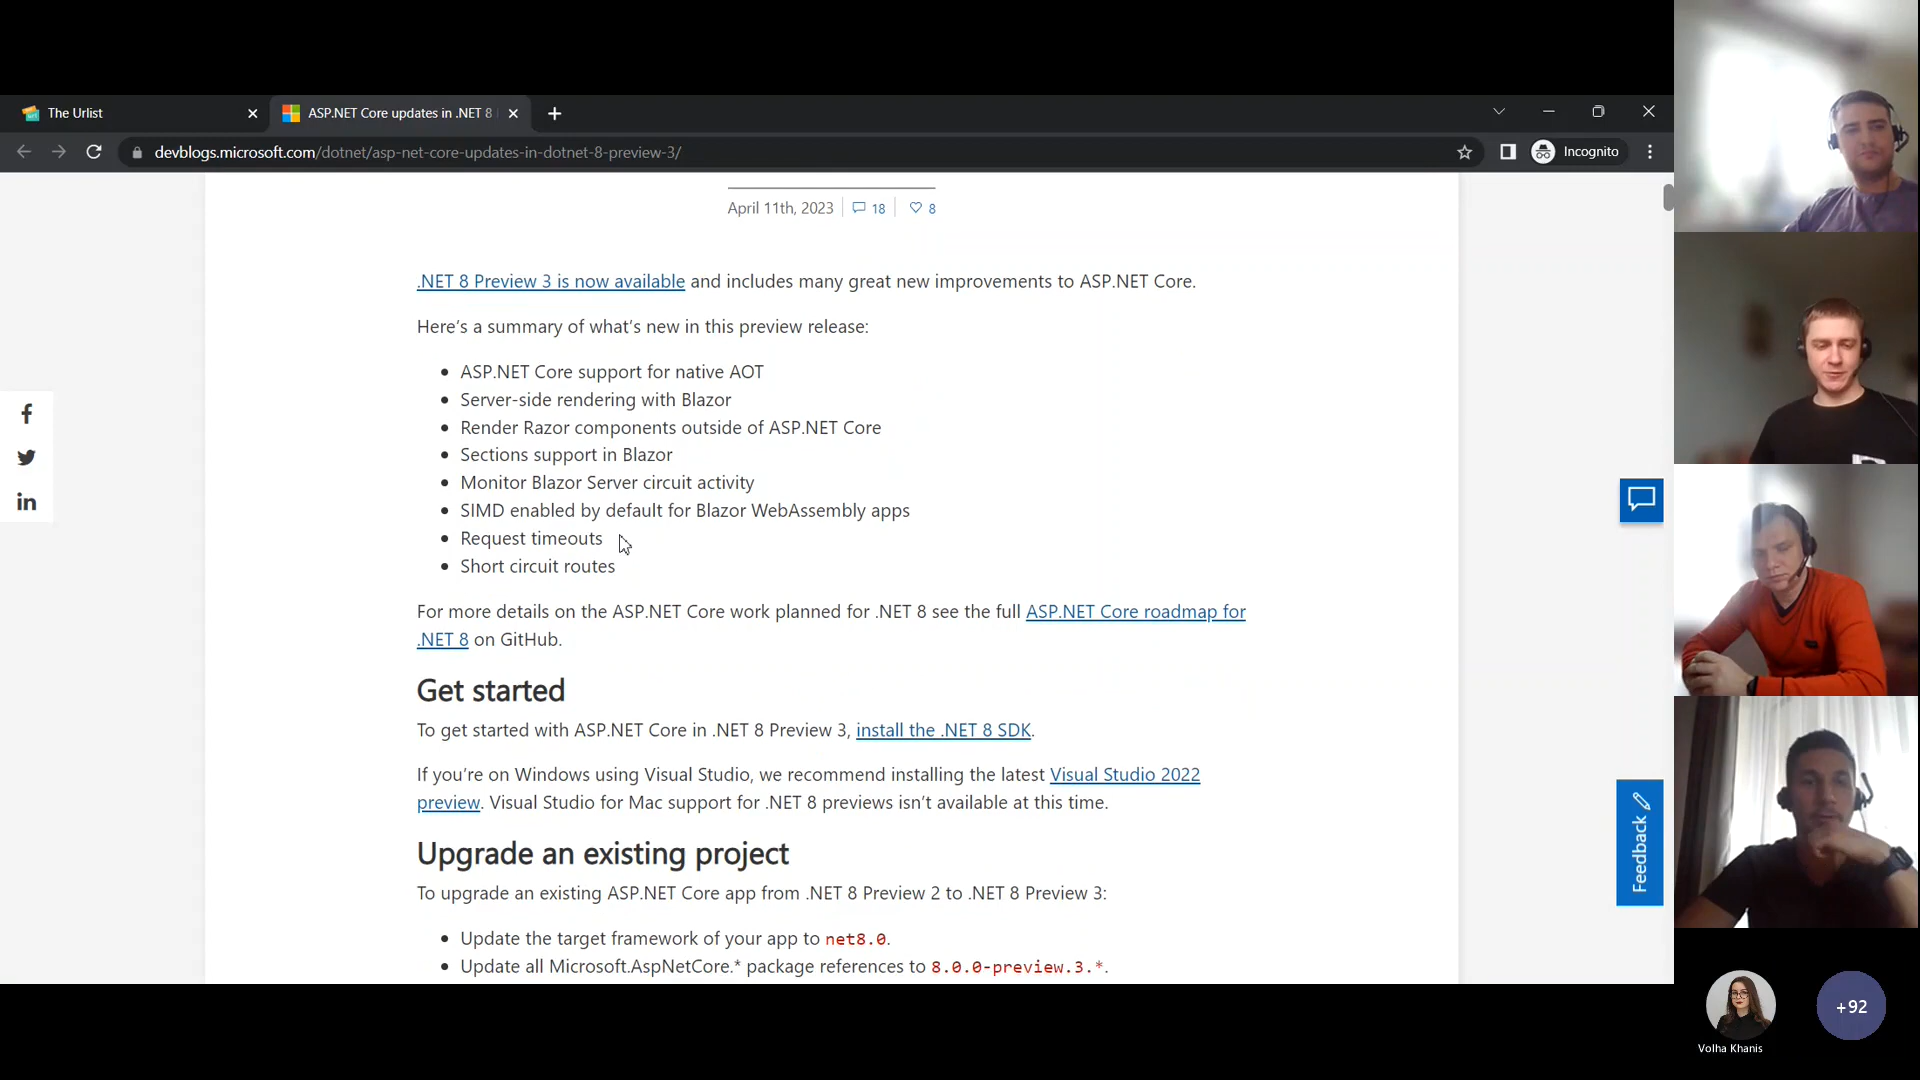 The Urlist
ASP.NET Core updates in .NET 8
devblogs.microsoft.com/dotnet/asp-net-core-updates-in-dotnet-8-preview-3/
Incognito
April 11th, 2023 18 8
.NET 8 Preview 3 is now available and includes many great new improvements to ASP.NET Core.
Here’s a summary of what’s new in this preview release:
• ASP.NET Core support for native AOT
• Server-side rendering with Blazor
• Render Razor components outside of ASP.NET Core
• Sections support in Blazor
• Monitor Blazor Server circuit activity
• SIMD enabled by default for Blazor WebAssembly apps
• Request timeouts
• Short circuit routes
For more details on the ASP.NET Core work planned for .NET 8 see the full ASP.NET Core roadmap for
.NET 8 on GitHub.
Get started
To get started with ASP.NET Core in .NET 8 Preview 3, install the .NET 8 SDK.
If you’re on Windows using Visual Studio, we recommend installing the latest Visual Studio 2022
preview. Visual Studio for Mac support for .NET 8 previews isn’t available at this time.
Upgrade an existing project
To upgrade an existing ASP.NET Core app from .NET 8 Preview 2 to .NET 8 Preview 3:
• Update the target framework of your app to net8.0.
• Update all Microsoft.AspNetCore.* package references to 8.0.0-preview.3.*.
Feedback
+92
Volha Khanis